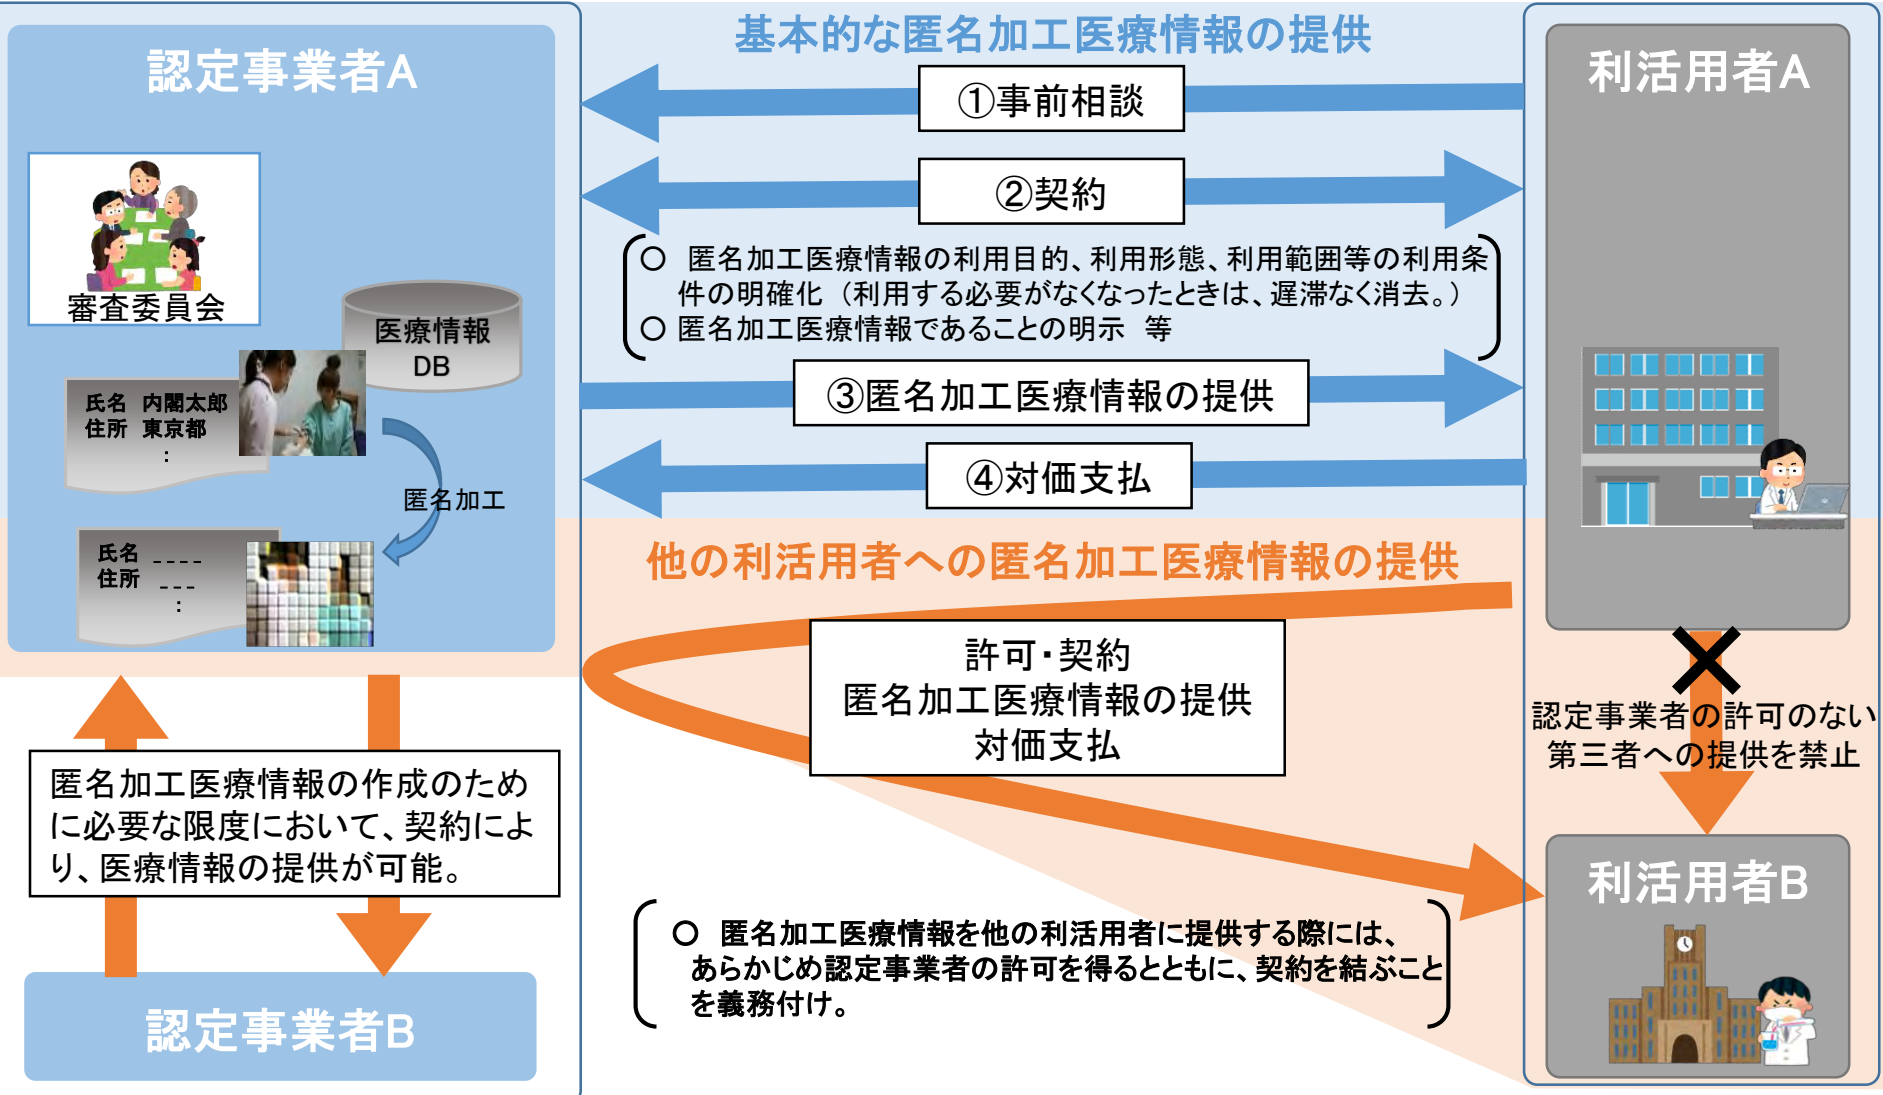 基本的な匿名加工医療情報の提供
認定事業者A
利活用者A
①事前相談
②契約
○ 匿名加工医療情報の利用目的、利用形態、利用範囲等の利用条
件の明確化 (利用する必要がなくなったときは、遅滞なく消去。)
○ 匿名加工医療情報であることの明示 等
③匿名加工医療情報の提供
④対価支払
審査委員会
医療情報
DB
氏名 内閣太郎
住所 東京都
:
匿名加工
氏名 ----
住所 ---
:
他の利活用者への匿名加工医療情報の提供
許可・契約
匿名加工医療情報の提供
対価支払
認定事業者の許可のない
第三者への提供を禁止
匿名加工医療情報の作成のため
に必要な限度において、契約によ
り、医療情報の提供が可能。
利活用者B
○ 匿名加工医療情報を他の利活用者に提供する際には、
あらかじめ認定事業者の許可を得るとともに、契約を結ぶこと
を義務付け。
認定事業者B